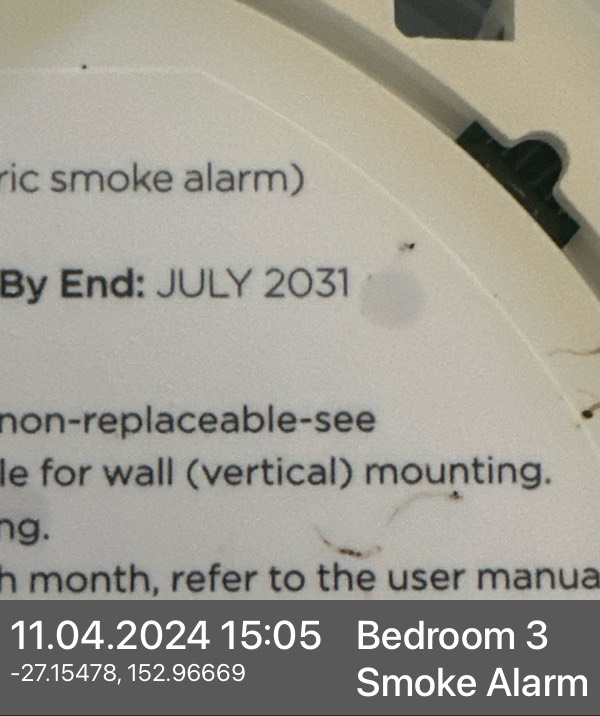 ric smoke alarm)
By End: JULY 2031
non-replaceable-see
le for wall (vertical) mounting.
ng.
h month, refer to the user manua
11.04.2024 15:05
-27.15478, 152.96669
Bedroom 3
Smoke Alarm